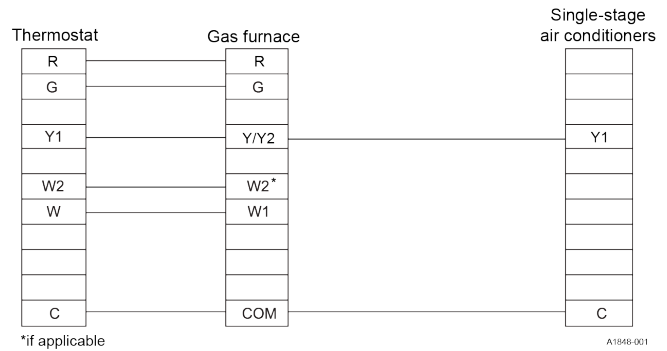 Single-stage
air conditioners
Thermostat
Gas furnace
R
R
G
G
Y1
Y/Y2
Y1
W2
W2*
W
W1
C
COM
C
*if applicable
A1848-001